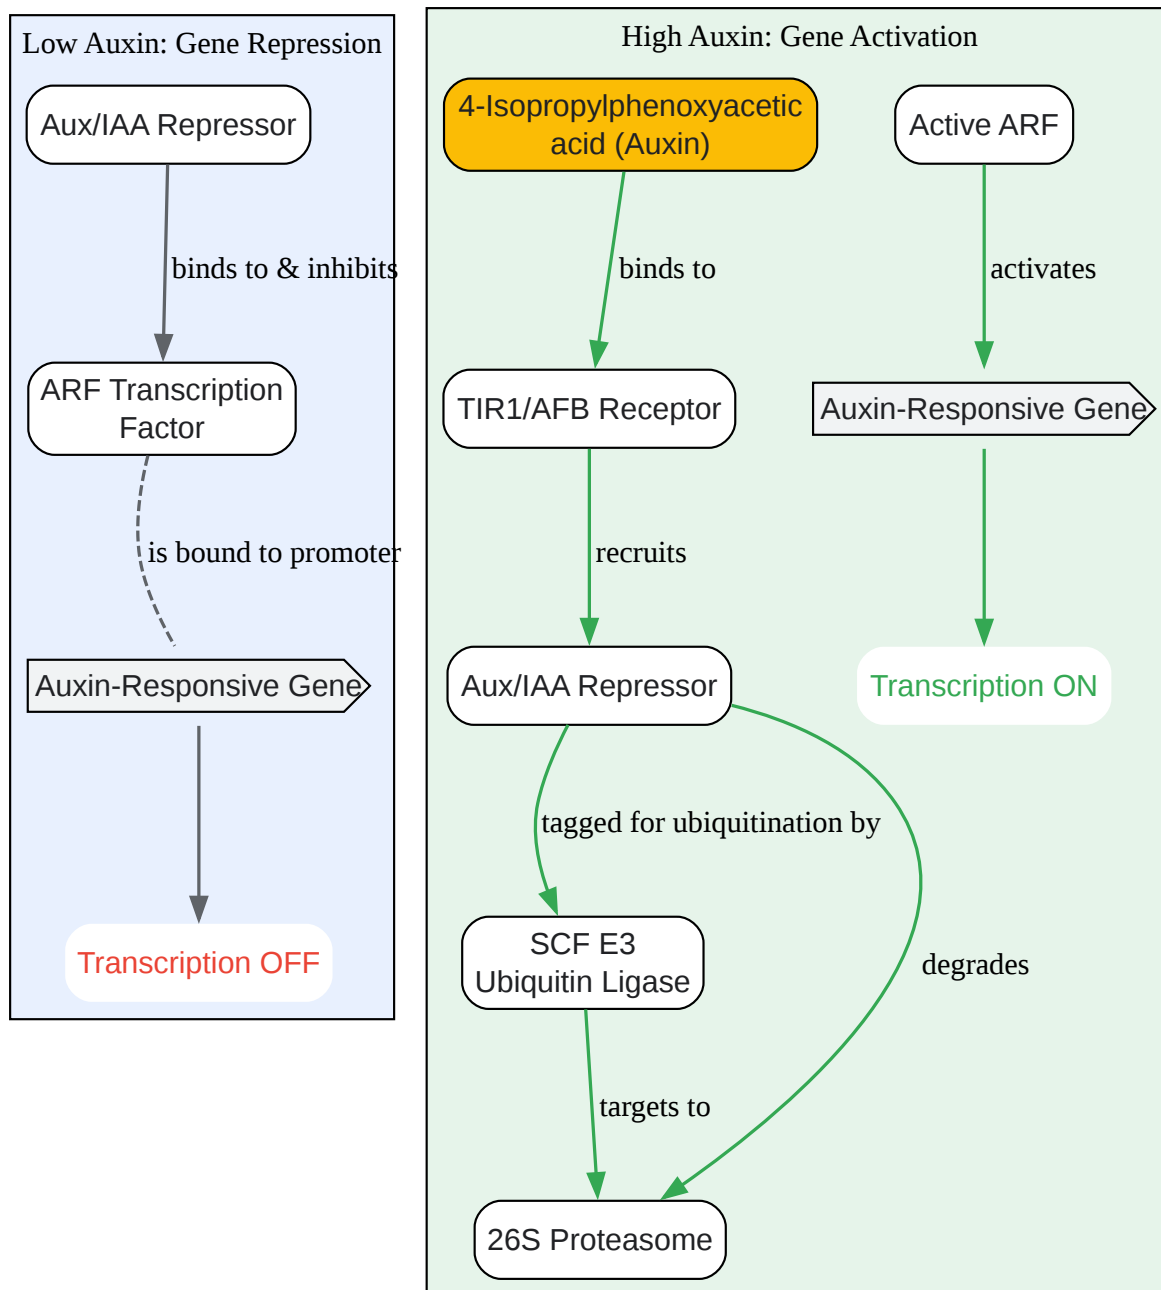 Low Auxin: Gene Repression
Aux/IAA Repressor
binds to & inhibits
ARF Transcription
Factor
is bound to promoter
Auxin-Responsive Gene
Transcription OFF
High Auxin: Gene Activation
4-Isopropylphenoxyacetic
acid (Auxin)
binds to
TIR1/AFB Receptor
recruits
Aux/IAA Repressor
tagged for ubiquitination by
SCF E3
Ubiquitin Ligase
degrades
targets to
26S Proteasome
Active ARF
activates
Auxin-Responsive Gene
Transcription ON